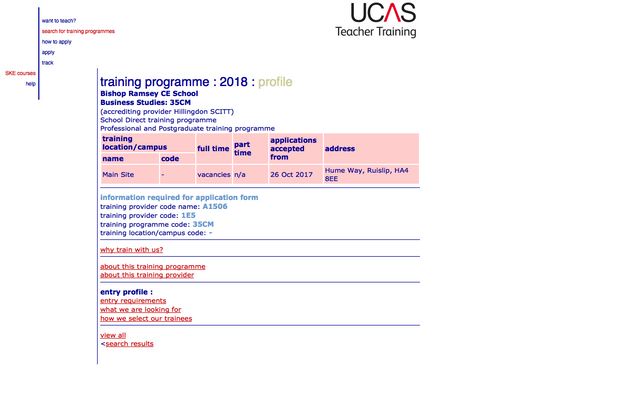 UCAS
Teacher Training
want to teach?
search for training programmes
how to apply
apply
track
SKE courses
help
training programme : 2018 : profile
Bishop Ramsey CE School
Business Studies: 35CM
(accrediting provider Hillingdon SCITT)
School Direct training programme
Professional and Postgraduate training programme
training location/campus full time part time applications accepted from address
name code
Main Site - vacancies n/a 26 Oct 2017 Hume Way, Ruislip, HA4 8EE
information required for application form
training provider code name: A1506
training provider code: 1E5
training programme code: 35CM
training location/campus code: -
why train with us?
about this training programme
about this training provider
entry profile :
entry requirements
what we are looking for
how we select our trainees
view all
<search results